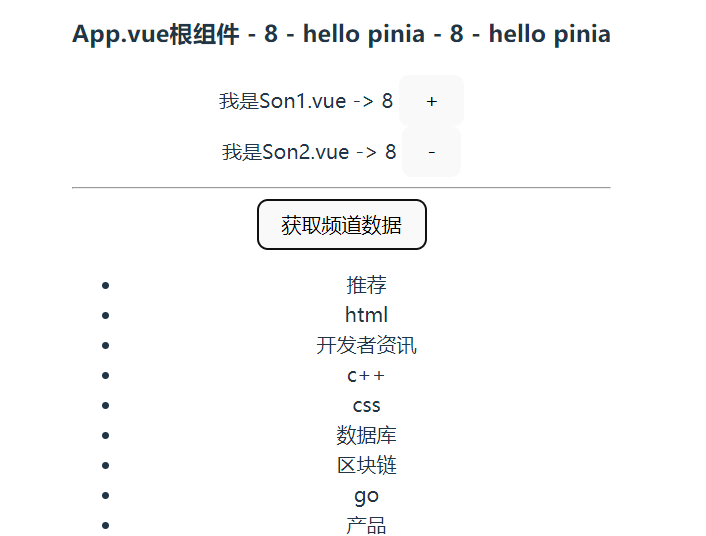 App.vue根组件 - 8 - hello pinia - 8 - hello pinia
我是Son1.vue -> 8 +
我是Son2.vue -> 8 -
获取频道数据
推荐
html
开发者资讯
c++
css
数据库
区块链
go
产品